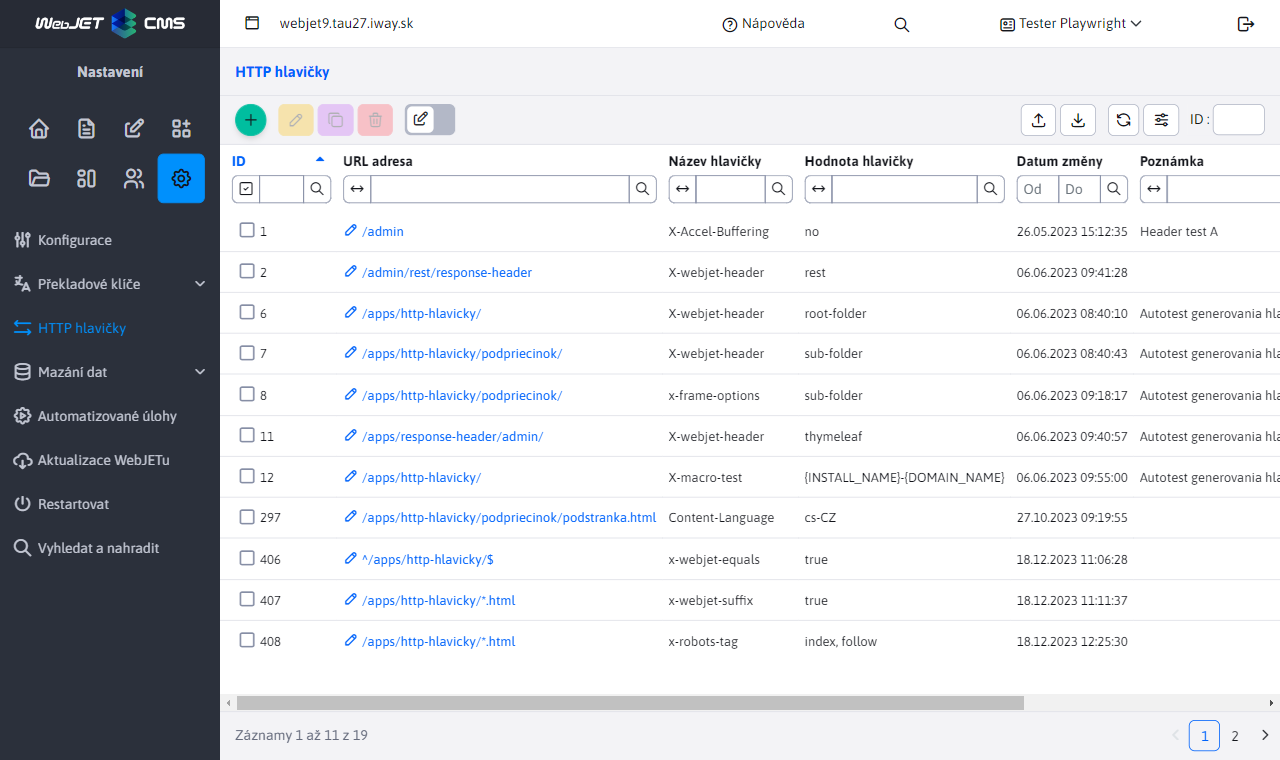 WebJET CMS
webjet9.tau27.iway.sk
Nápověda
Tester Playwright
Nastavení
HTTP hlavičky
ID :
Konfigurace
Překladové klíče
HTTP hlavičky
Mazání dat
Automatizované úlohy
Aktualizace WebJETu
Restartovat
Vyhledat a nahradit
ID URL adresa Název hlavičky Hodnota hlavičky Datum změny Poznámka
Od Do
1 /admin X-Accel-Buffering no 26.05.2023 15:12:35 Header test A
2 /admin/rest/response-header X-webjet-header rest 06.06.2023 09:41:28
6 /apps/http-hlavicky/ X-webjet-header root-folder 06.06.2023 08:40:10 Autotest generovania hla
7 /apps/http-hlavicky/podpriecinok/ X-webjet-header sub-folder 06.06.2023 08:40:43 Autotest generovania hla
8 /apps/http-hlavicky/podpriecinok/ x-frame-options sub-folder 06.06.2023 09:18:17 Autotest generovania hla
11 /apps/response-header/admin/ X-webjet-header thymeleaf 06.06.2023 09:40:57 Autotest generovania hla
12 /apps/http-hlavicky/ X-macro-test {INSTALL_NAME}-{DOMAIN_NAME} 06.06.2023 09:55:00 Autotest generovania hla
297 /apps/http-hlavicky/podpriecinok/podstranka.html Content-Language cs-CZ 27.10.2023 09:19:55
406 ^/apps/http-hlavicky/$ x-webjet-equals true 18.12.2023 11:06:28
407 /apps/http-hlavicky/*.html x-webjet-suffix true 18.12.2023 11:11:37
408 /apps/http-hlavicky/*.html x-robots-tag index, follow 18.12.2023 12:25:30
Záznamy 1 až 11 z 19
1 2